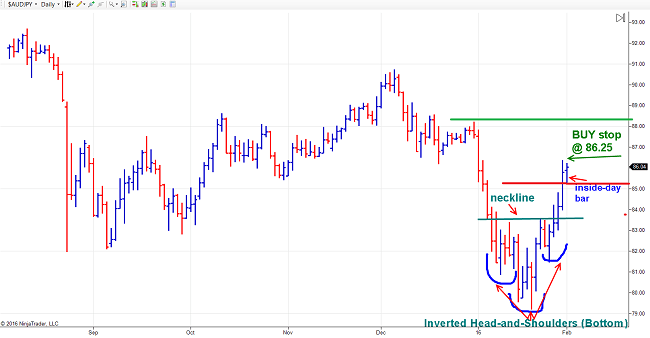 $AUDJPY Daily
93.00
92.00
91.00
90.00
89.00
88.00
87.00
86.04
85.00
84.00
83.00
82.00
81.00
80.00
79.00
BUY stop
@ 86.25
inside-day
bar
neckline
Inverted Head-and-Shoulders (Bottom)
© 2016 NinjaTrader, LLC
Sep
Oct
Nov
Dec
16
Feb